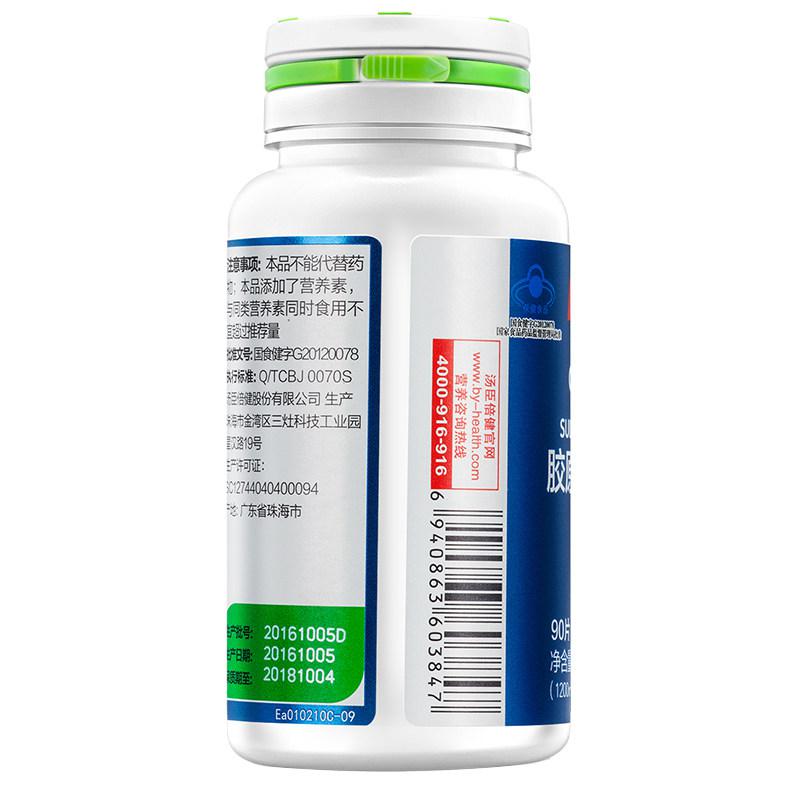 注意事项: 本品不能代替药
物；本品添加了营养素，
与同类营养素同时食用不
宜超过推荐量
批准文号: 国食健字G20120078
执行标准: Q/TCBJ 0070S
汤臣倍健股份有限公司 生产
珠海市金湾区三灶科技工业园
星汉路19号
生产许可证:
SC12744040400094
产地: 广东省珠海市
生产批号: 20161005D
生产日期: 20161005
保质期至: 20181004
Ea010210C-09
汤臣倍健官网
www.by-health.com
营养咨询热线
4000-916-916
6 940863 603847
保健食品
国食健字G20120078
国家食品药品监督管理局批准
胶原
90片
净含量